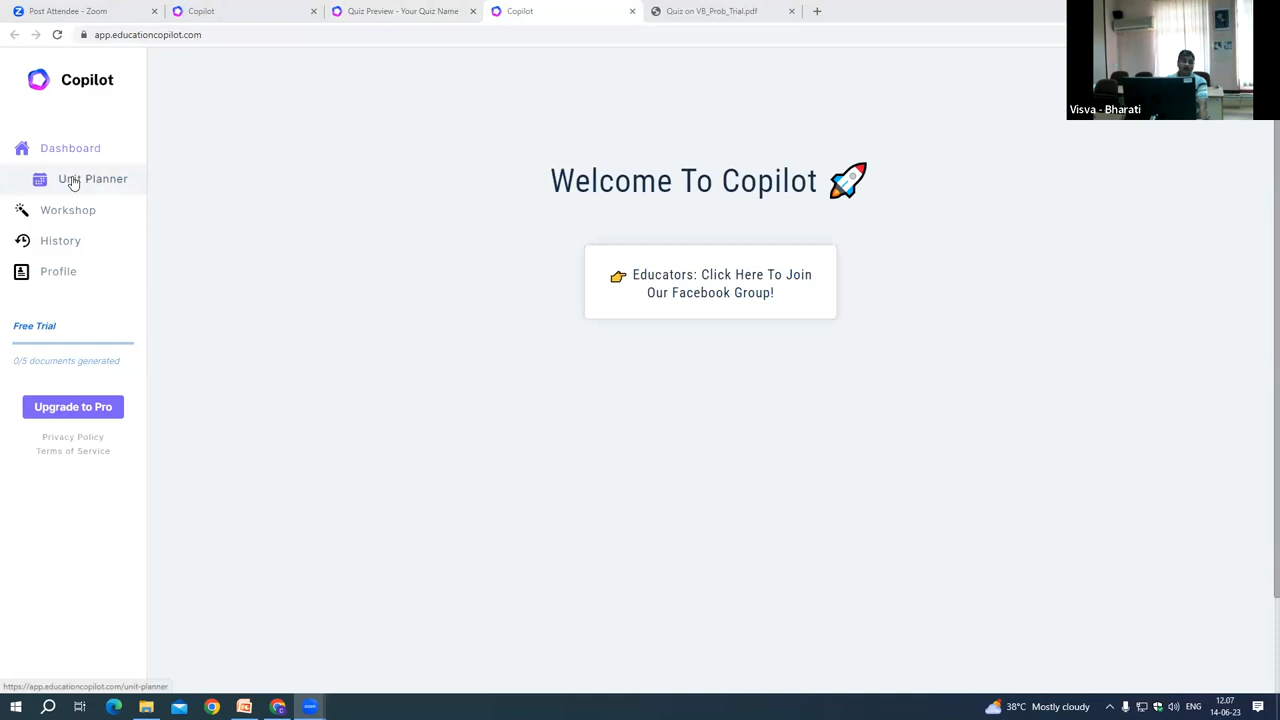 Post Attendee - Zoom
Copilot
Quiz Preview - Your Quiz Name
Copilot
Quiz on VB_Prob_Trial.pdf
app.educationcopilot.com
Visva - Bharati
Copilot
Dashboard
Unit Planner
Workshop
History
Profile
Free Trial
0/5 documents generated
Upgrade to Pro
Privacy Policy
Terms of Service
Welcome To Copilot 🚀
👉 Educators: Click Here To Join
Our Facebook Group!
https://app.educationcopilot.com/unit-planner
38°C Mostly cloudy
12.07
14-06-23